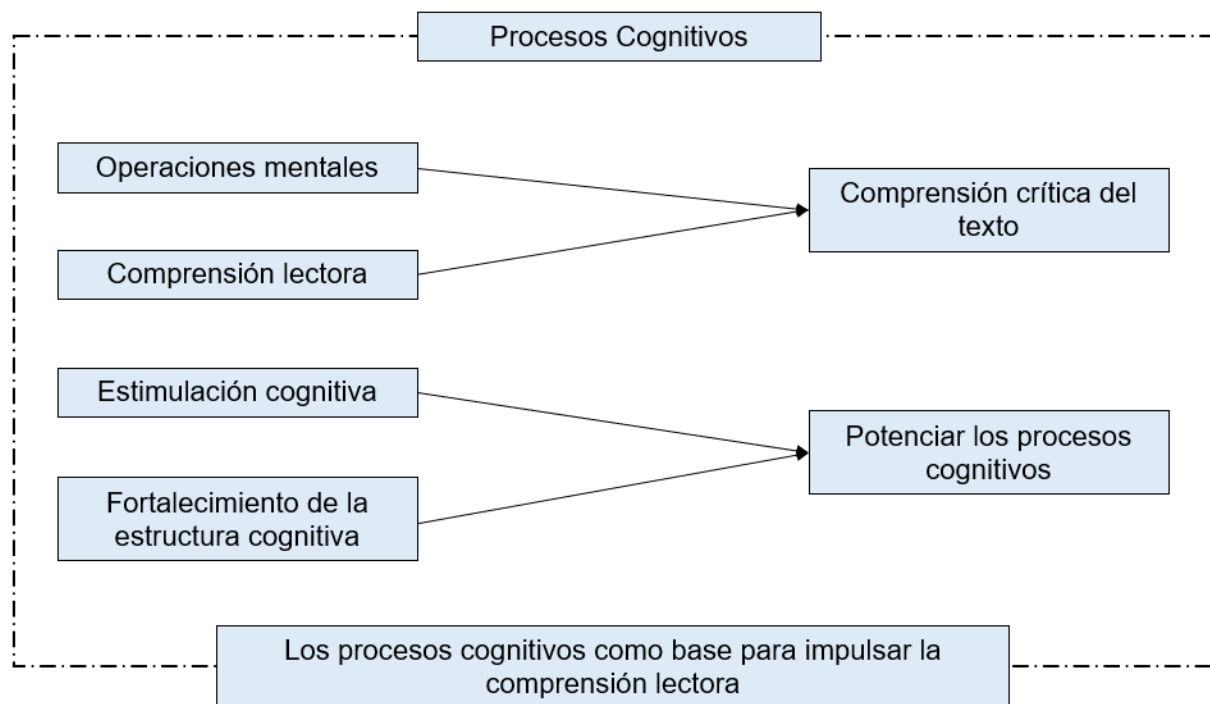 Procesos Cognitivos
Operaciones mentales
Comprensión lectora
Comprensión crítica del
texto
Estimulación cognitiva
Fortalecimiento de la
estructura cognitiva
Potenciar los procesos
cognitivos
Los procesos cognitivos como base para impulsar la
comprensión lectora